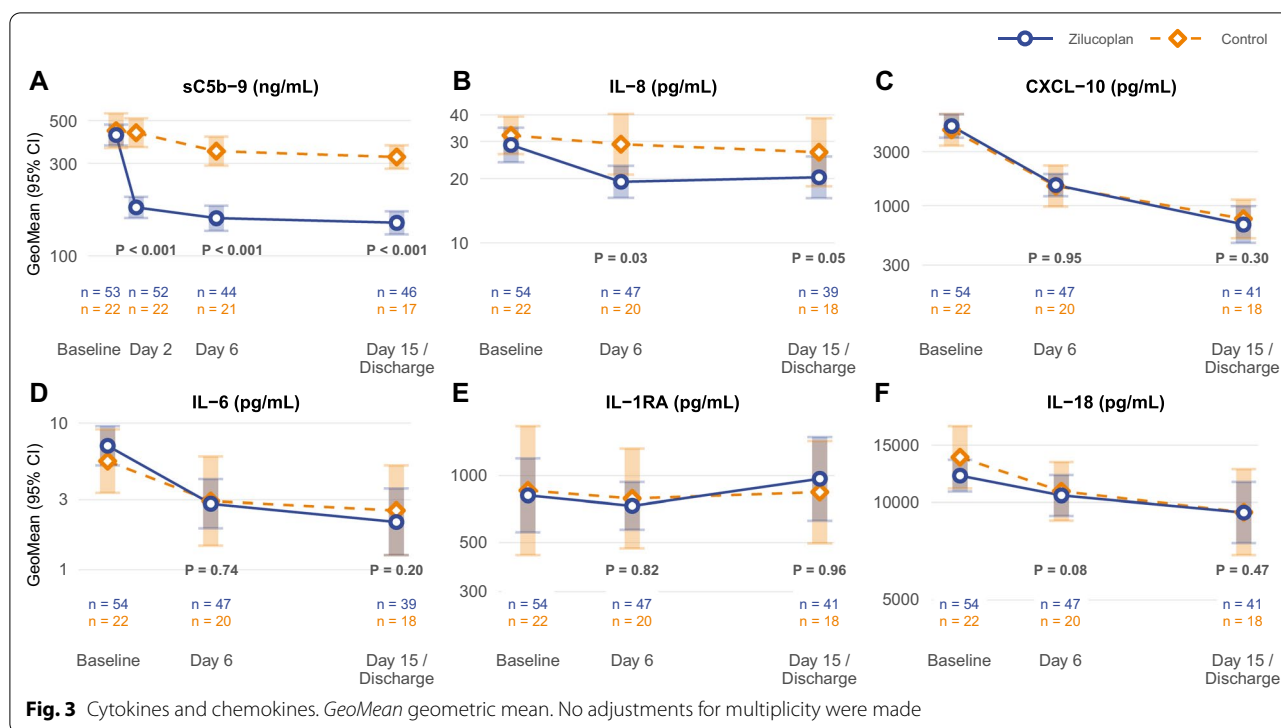 Zilucoplan Control
A sC5b−9 (ng/mL)
B IL−8 (pg/mL)
C CXCL−10 (pg/mL)
GeoMean (95% CI)
500
300
100
P < 0.001 P < 0.001 P < 0.001
n = 53 n = 52 n = 44 n = 46
n = 22 n = 22 n = 21 n = 17
Baseline Day 2 Day 6 Day 15 /
Discharge
40
30
20
10
P = 0.03 P = 0.05
n = 54 n = 47 n = 39
n = 22 n = 20 n = 18
Baseline Day 6 Day 15 /
Discharge
3000
1000
300
P = 0.95 P = 0.30
n = 54 n = 47 n = 41
n = 22 n = 20 n = 18
Baseline Day 6 Day 15 /
Discharge
D IL−6 (pg/mL)
E IL−1RA (pg/mL)
F IL−18 (pg/mL)
GeoMean (95% CI)
10
3
1
P = 0.74 P = 0.20
n = 54 n = 47 n = 39
n = 22 n = 20 n = 18
Baseline Day 6 Day 15 /
Discharge
1000
500
300
P = 0.82 P = 0.96
n = 54 n = 47 n = 41
n = 22 n = 20 n = 18
Baseline Day 6 Day 15 /
Discharge
15000
10000
5000
P = 0.08 P = 0.47
n = 54 n = 47 n = 41
n = 22 n = 20 n = 18
Baseline Day 6 Day 15 /
Discharge
Fig. 3 Cytokines and chemokines. GeoMean geometric mean. No adjustments for multiplicity were made